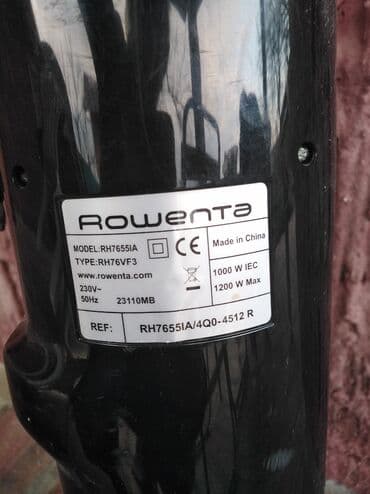 Rowenta
MODEL:RH7655IA
TYPE:RH76VF3
www.rowenta.com
230V~
50Hz 23110MB
CE
Made in China
1000 W IEC
1200 W Max
REF: RH7655IA/4Q0-4512 R